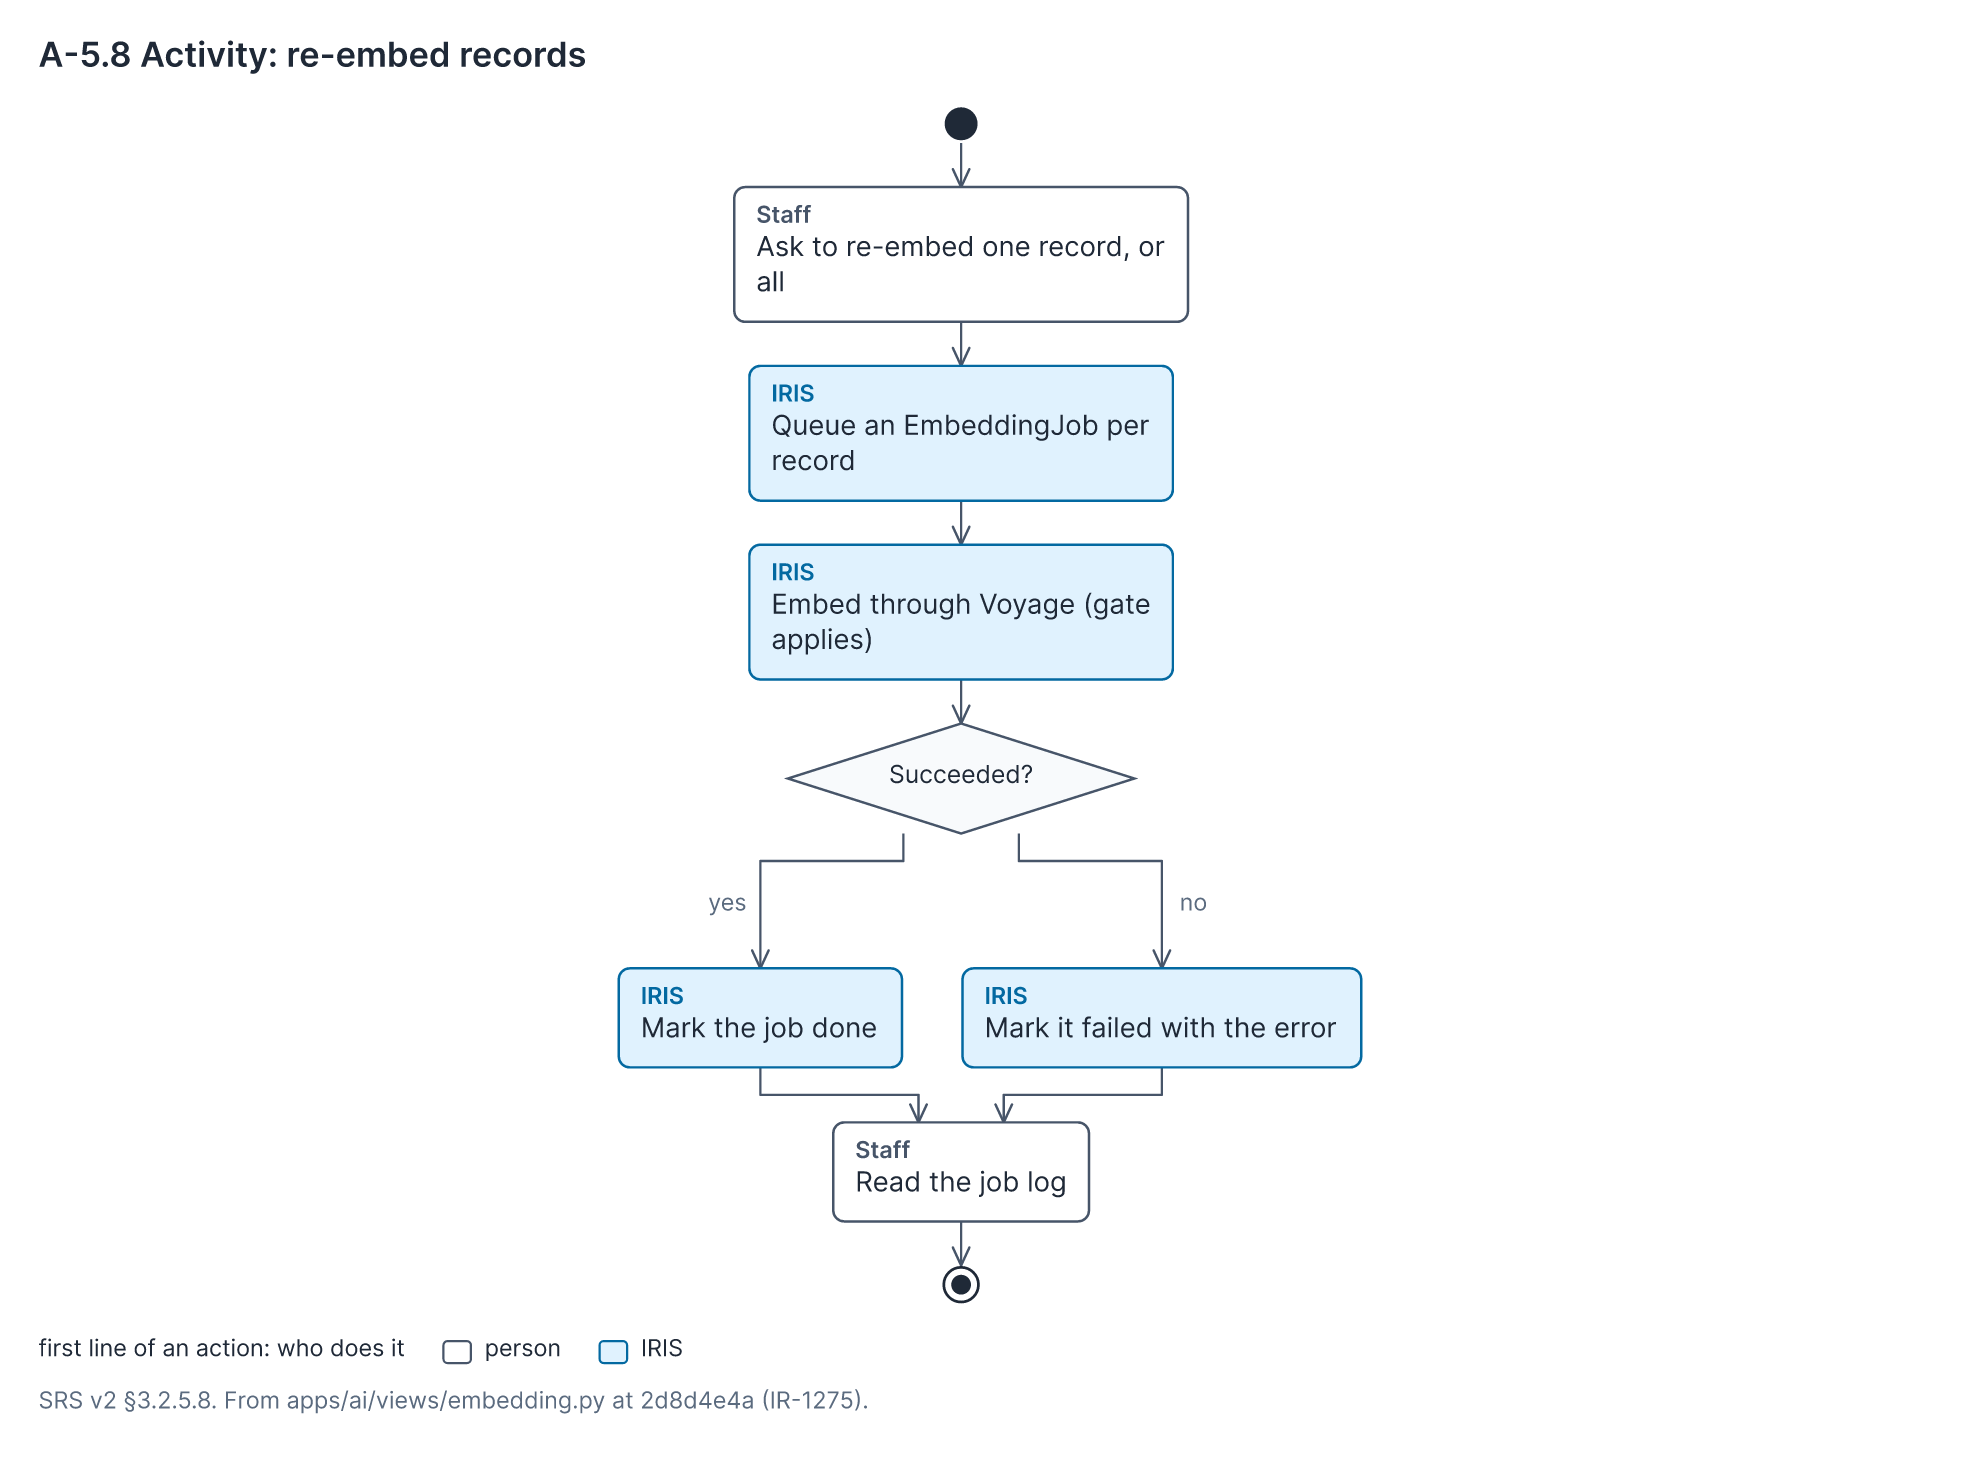 A-5.8 Activity: re-embed records
Staff
Ask to re-embed one record, or
all
IRIS
Queue an EmbeddingJob per
record
IRIS
Embed through Voyage (gate
applies)
Succeeded?
yes
no
IRIS
Mark the job done
IRIS
Mark it failed with the error
Staff
Read the job log
first line of an action: who does it
person
IRIS
SRS v2 §3.2.5.8. From apps/ai/views/embedding.py at 2d8d4e4a (IR-1275).